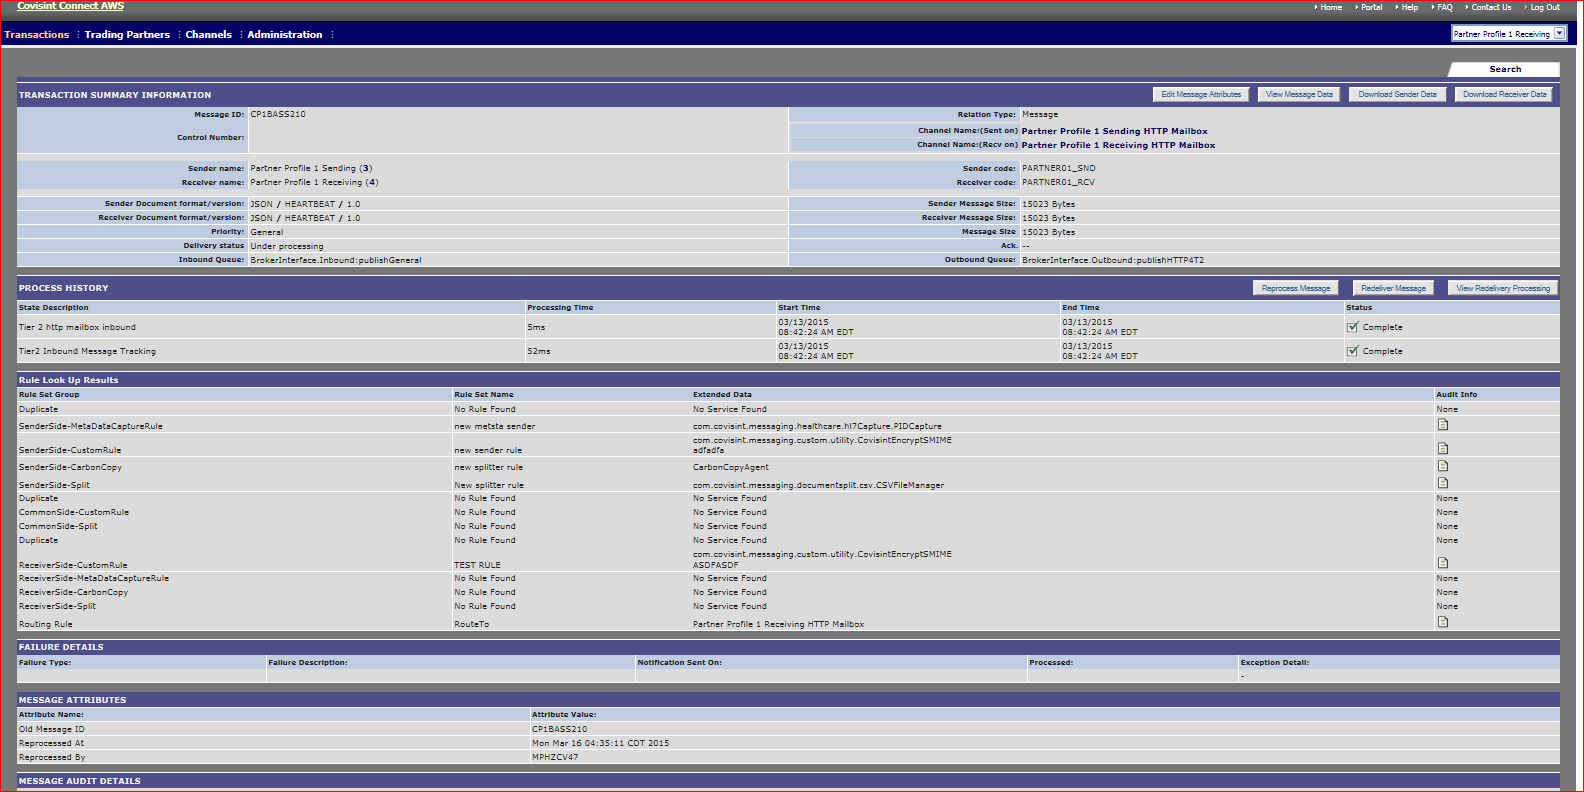 Covisint Connect AWS
Home Portal Help FAQ Contact Us Log Out
Transactions Trading Partners Channels Administration
Partner Profile 1 Receiving
Search
TRANSACTION SUMMARY INFORMATION
Edit Message Attributes View Message Data Download Sender Data Download Receiver Data
Message ID: CP1BASS210 Relation Type: Message
Control Number: Channel Name:(Sent on) Partner Profile 1 Sending HTTP Mailbox
Channel Name:(Recv on) Partner Profile 1 Receiving HTTP Mailbox
Sender name: Partner Profile 1 Sending (3) Sender code: PARTNER01_SND
Receiver name: Partner Profile 1 Receiving (4) Receiver code: PARTNER01_RCV
Sender Document format/version: JSON / HEARTBEAT / 1.0 Sender Message Size: 15023 Bytes
Receiver Document format/version: JSON / HEARTBEAT / 1.0 Receiver Message Size: 15023 Bytes
Priority: General Message Size 15023 Bytes
Delivery status Under processing Ack. --
Inbound Queue: BrokerInterface.Inbound:publishGeneral Outbound Queue: BrokerInterface.Outbound:publishHTTP4T2
PROCESS HISTORY
Reprocess Message Redeliver Message View Redelivery Processing
State Description Processing Time Start Time End Time Status
Tier 2 http mailbox inbound 5ms 03/13/2015 08:42:24 AM EDT 03/13/2015 08:42:24 AM EDT Complete
Tier2 Inbound Message Tracking 52ms 03/13/2015 08:42:24 AM EDT 03/13/2015 08:42:24 AM EDT Complete
Rule Look Up Results
Rule Set Group Rule Set Name Extended Data Audit Info
Duplicate No Rule Found No Service Found None
SenderSide-MetaDataCaptureRule new metsta sender com.covisint.messaging.healthcare.hl7Capture.PIDCapture
SenderSide-CustomRule new sender rule com.covisint.messaging.custom.utility.CovisintEncryptSMIME adfadfa
SenderSide-CarbonCopy new splitter rule CarbonCopyAgent
SenderSide-Split New splitter rule com.covisint.messaging.documentsplit.csv.CSVFileManager
Duplicate No Rule Found No Service Found None
CommonSide-CustomRule No Rule Found No Service Found None
CommonSide-Split No Rule Found No Service Found None
Duplicate No Rule Found No Service Found None
ReceiverSide-CustomRule TEST RULE com.covisint.messaging.custom.utility.CovisintEncryptSMIME ASDFASDF
ReceiverSide-MetaDataCaptureRule No Rule Found No Service Found None
ReceiverSide-CarbonCopy No Rule Found No Service Found None
ReceiverSide-Split No Rule Found No Service Found None
Routing Rule RouteTo Partner Profile 1 Receiving HTTP Mailbox
FAILURE DETAILS
Failure Type: Failure Description: Notification Sent On: Processed: Exception Detail:
-
MESSAGE ATTRIBUTES
Attribute Name: Attribute Value:
Old Message ID CP1BASS210
Reprocessed At Mon Mar 16 04:35:11 CDT 2015
Reprocessed By MPHZCV47
MESSAGE AUDIT DETAILS